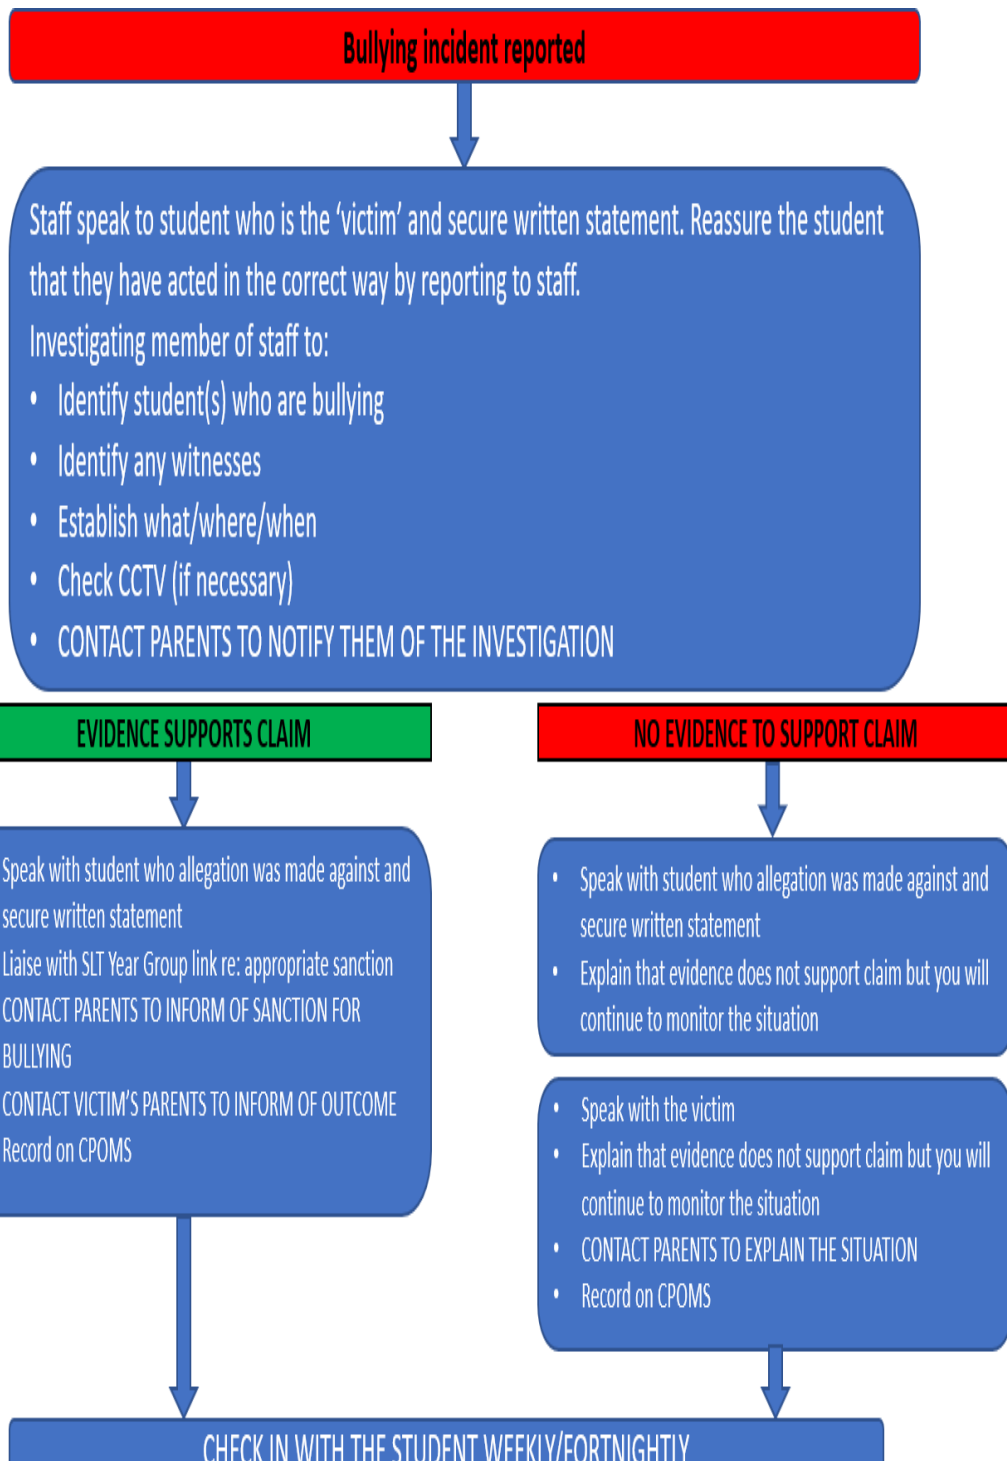 Bullying incident reported
Staff speak to student who is the ‘victim’ and secure written statement. Reassure the student
that they have acted in the correct way by reporting to staff.
Investigating member of staff to:
• Identify student(s) who are bullying
• Identify any witnesses
• Establish what/where/when
• Check CCTV (if necessary)
• CONTACT PARENTS TO NOTIFY THEM OF THE INVESTIGATION
EVIDENCE SUPPORTS CLAIM
Speak with student who allegation was made against and
secure written statement
Liaise with SLT Year Group link re: appropriate sanction
CONTACT PARENTS TO INFORM OF SANCTION FOR
BULLYING
CONTACT VICTIM’S PARENTS TO INFORM OF OUTCOME
Record on CPOMS
NO EVIDENCE TO SUPPORT CLAIM
• Speak with student who allegation was made against and
secure written statement
• Explain that evidence does not support claim but you will
continue to monitor the situation
• Speak with the victim
• Explain that evidence does not support claim but you will
continue to monitor the situation
• CONTACT PARENTS TO EXPLAIN THE SITUATION
• Record on CPOMS
CHECK IN WITH THE STUDENT WEEKLY/FORTNIGHTLY